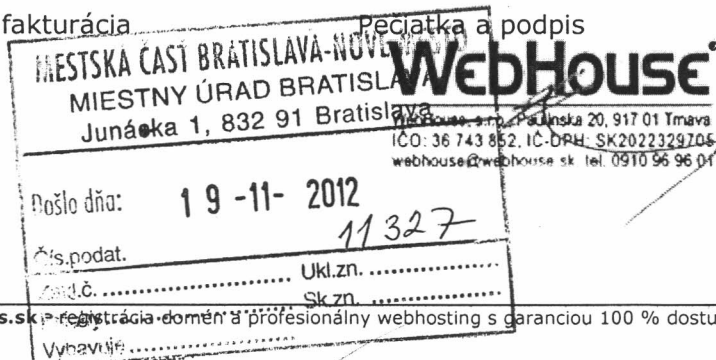 fakturácia
Pečiatka a podpis
MESTSKÁ ČASŤ BRATISLAVA-NOVÉ
MIESTNY ÚRAD BRATISLAVA
Junácka 1, 832 91 Bratislava
WebHouse
WebHouse, s.r.o., Paulínska 20, 917 01 Trnava
IČO: 36 743 852, IČ-DPH: SK2022329705
webhouse@webhouse.sk tel. 0910 96 96 01
Došlo dňa: 19-11-2012
Čís.podat. 11327
Ukl.zn.
Sk.zn.
s.sk - registrácia domén a profesionálny webhosting s garanciou 100 % dostu
Vybavuje